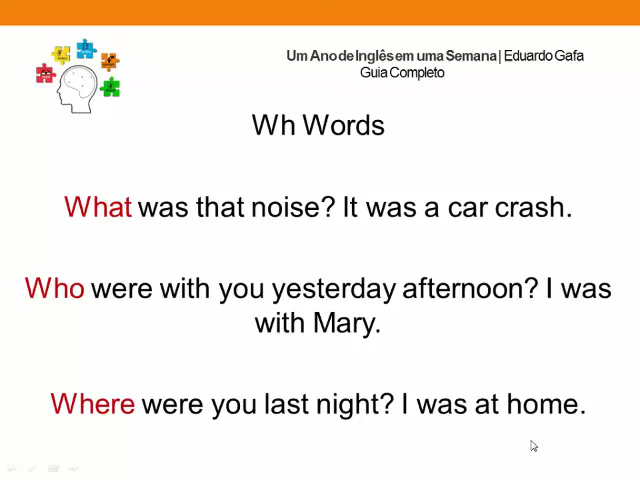 Um Ano de Inglês em uma Semana | Eduardo Gafa
Guia Completo
Wh Words
What was that noise? It was a car crash.
Who were with you yesterday afternoon? I was
with Mary.
Where were you last night? I was at home.